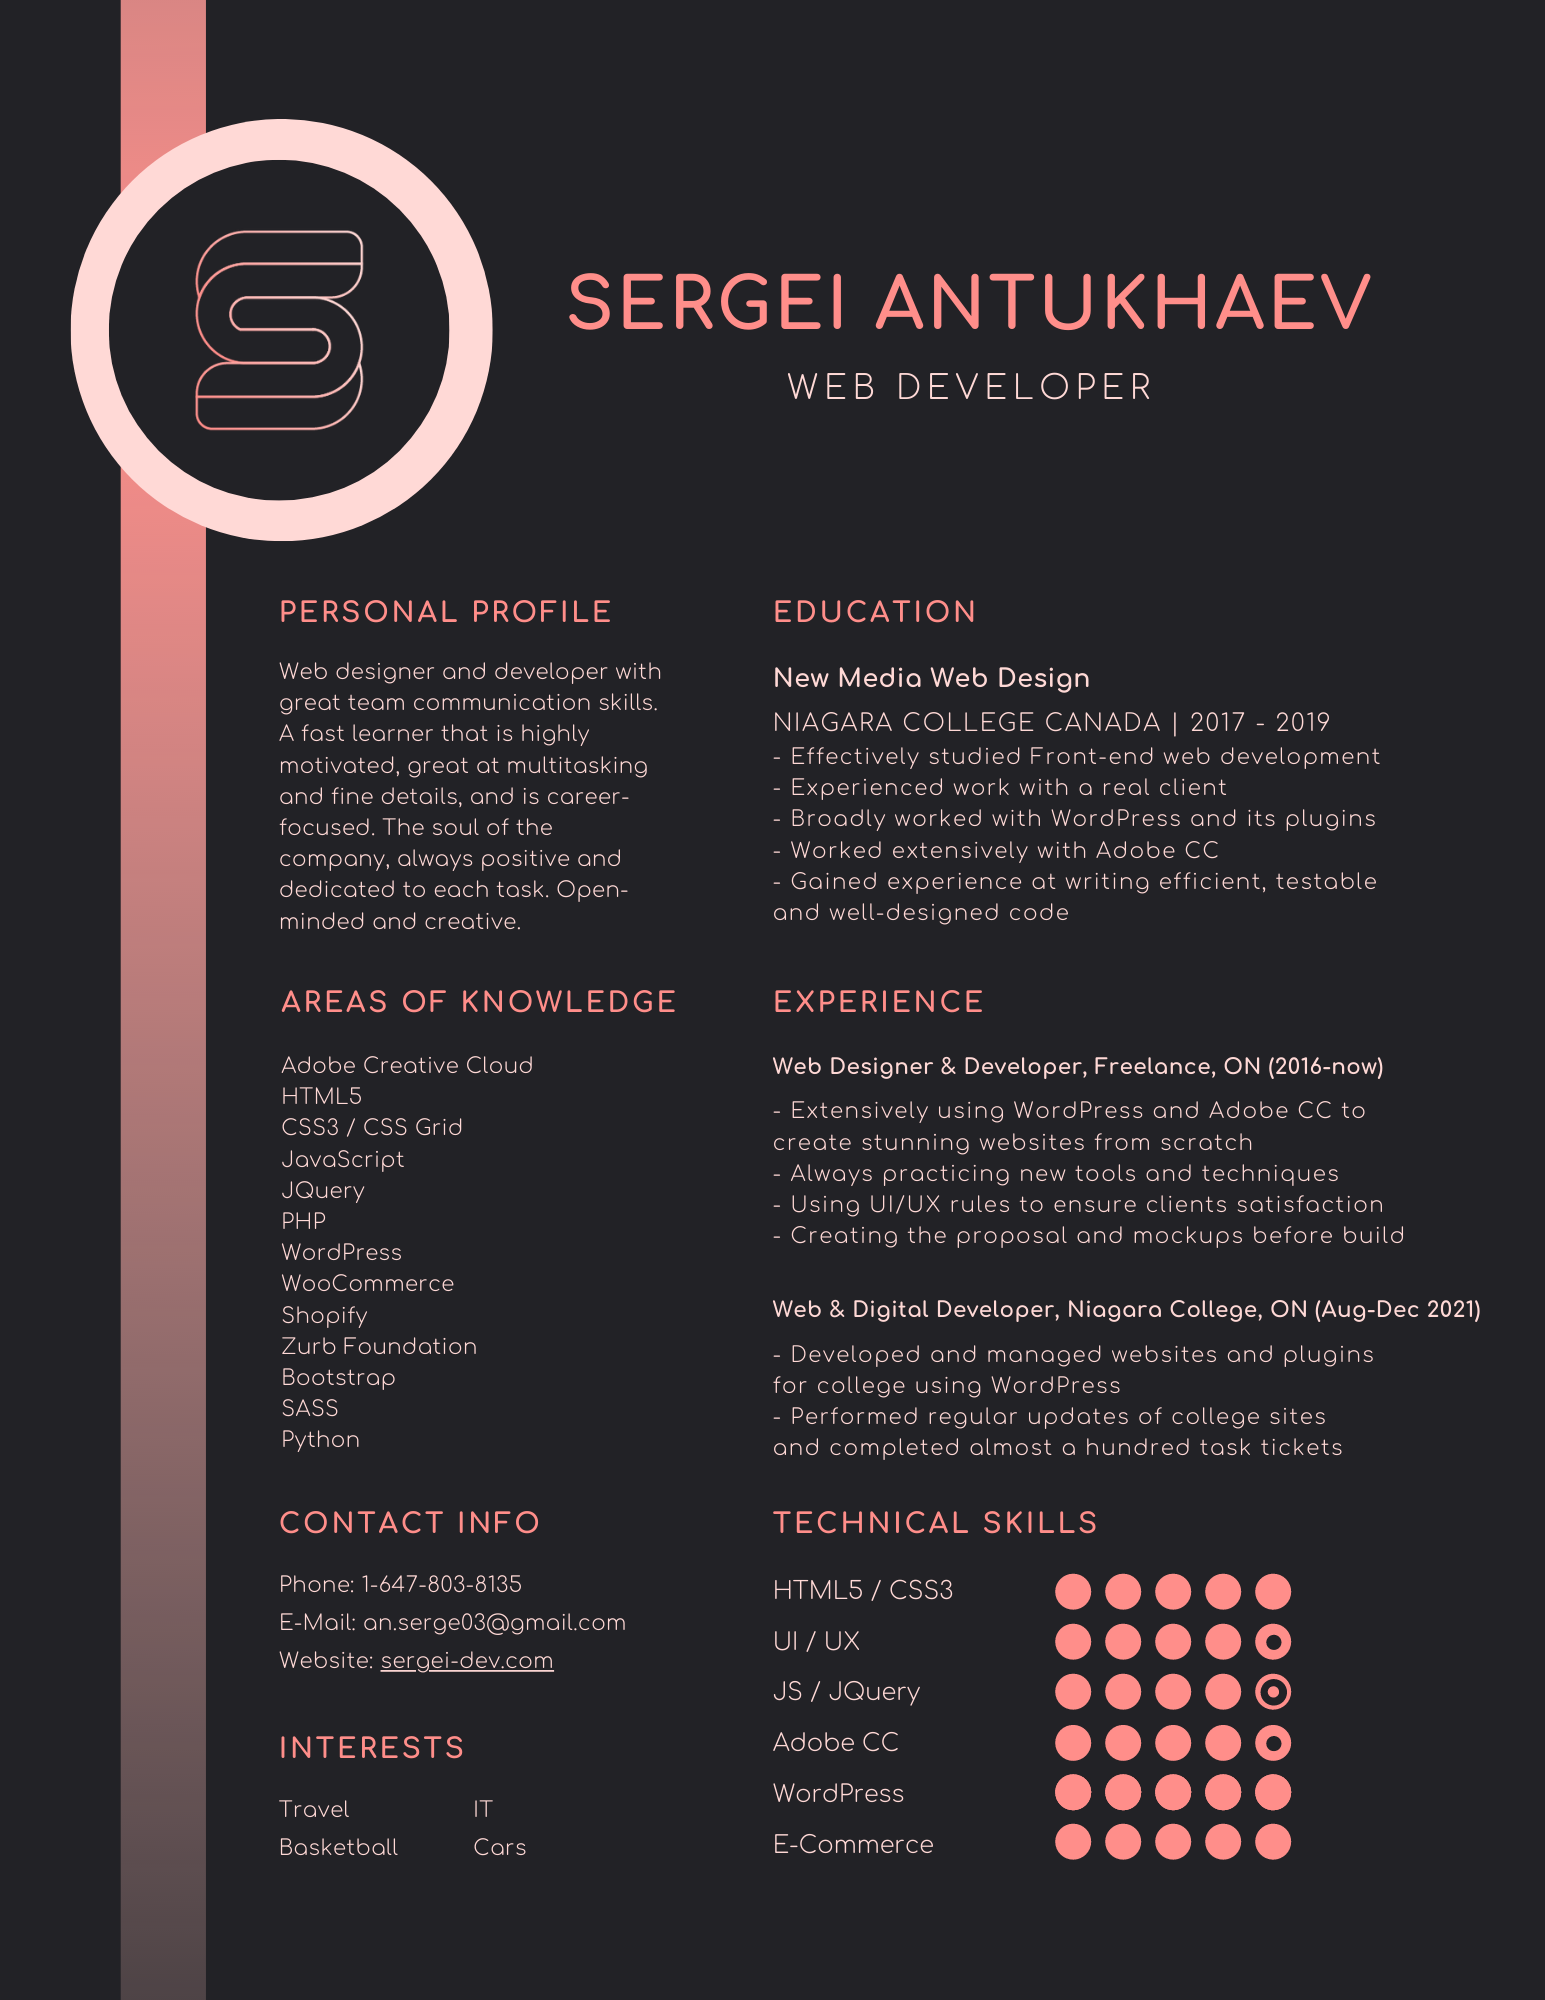 SERGEI ANTUKHAEV
WEB DEVELOPER
PERSONAL PROFILE
Web designer and developer with
great team communication skills.
A fast learner that is highly
motivated, great at multitasking
and fine details, and is career-
focused. The soul of the
company, always positive and
dedicated to each task. Open-
minded and creative.
AREAS OF KNOWLEDGE
Adobe Creative Cloud
HTML5
CSS3 / CSS Grid
JavaScript
JQuery
PHP
WordPress
WooCommerce
Shopify
Zurb Foundation
Bootstrap
SASS
Python
CONTACT INFO
Phone: 1-647-803-8135
E-Mail: an.serge03@gmail.com
Website: sergei-dev.com
INTERESTS
Travel IT
Basketball Cars
EDUCATION
New Media Web Design
NIAGARA COLLEGE CANADA | 2017 - 2019
- Effectively studied Front-end web development
- Experienced work with a real client
- Broadly worked with WordPress and its plugins
- Worked extensively with Adobe CC
- Gained experience at writing efficient, testable
and well-designed code
EXPERIENCE
Web Designer & Developer, Freelance, ON (2016-now)
- Extensively using WordPress and Adobe CC to
create stunning websites from scratch
- Always practicing new tools and techniques
- Using UI/UX rules to ensure clients satisfaction
- Creating the proposal and mockups before build
Web & Digital Developer, Niagara College, ON (Aug-Dec 2021)
- Developed and managed websites and plugins
for college using WordPress
- Performed regular updates of college sites
and completed almost a hundred task tickets
TECHNICAL SKILLS
HTML5 / CSS3
UI / UX
JS / JQuery
Adobe CC
WordPress
E-Commerce